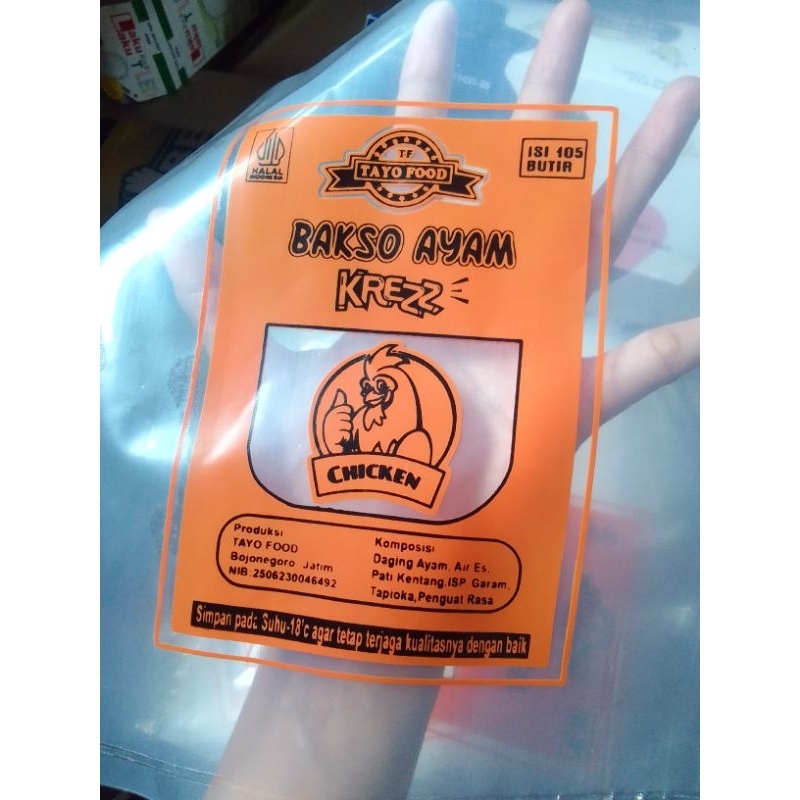 HALAL
INDONESIA
TF
TAYO FOOD
ISI 105
BUTIR
BAKSO AYAM
KREZZ
CHICKEN
Produksi
TAYO FOOD
Bojonegoro Jatim
NIB:2506230046492
Komposisi
Daging Ayam, Air Es,
Pati Kentang,ISP Garam,
Tapioka,Penguat Rasa
Simpan pada Suhu-18°c agar tetap terjaga kualitasnya dengan baik